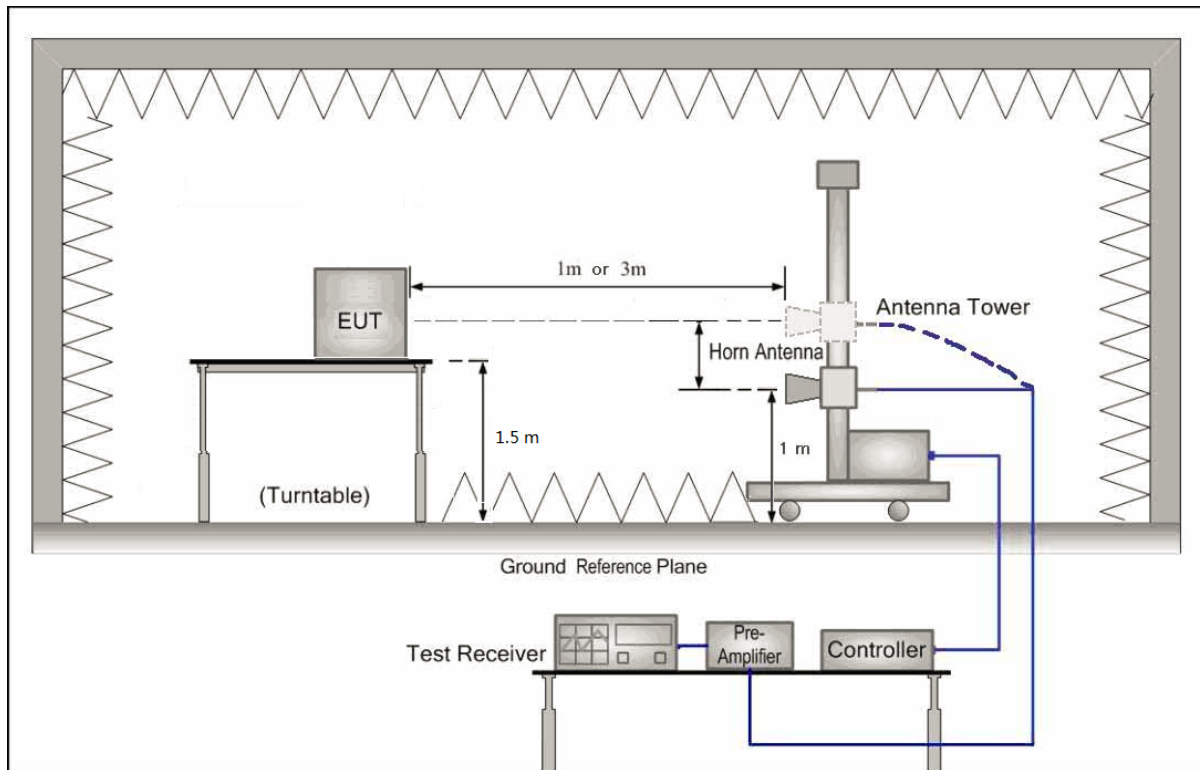 1m or 3m
EUT
Antenna Tower
Horn Antenna
1.5 m
1 m
(Turntable)
Ground Reference Plane
Test Receiver
Pre-
Amplifier
Controller